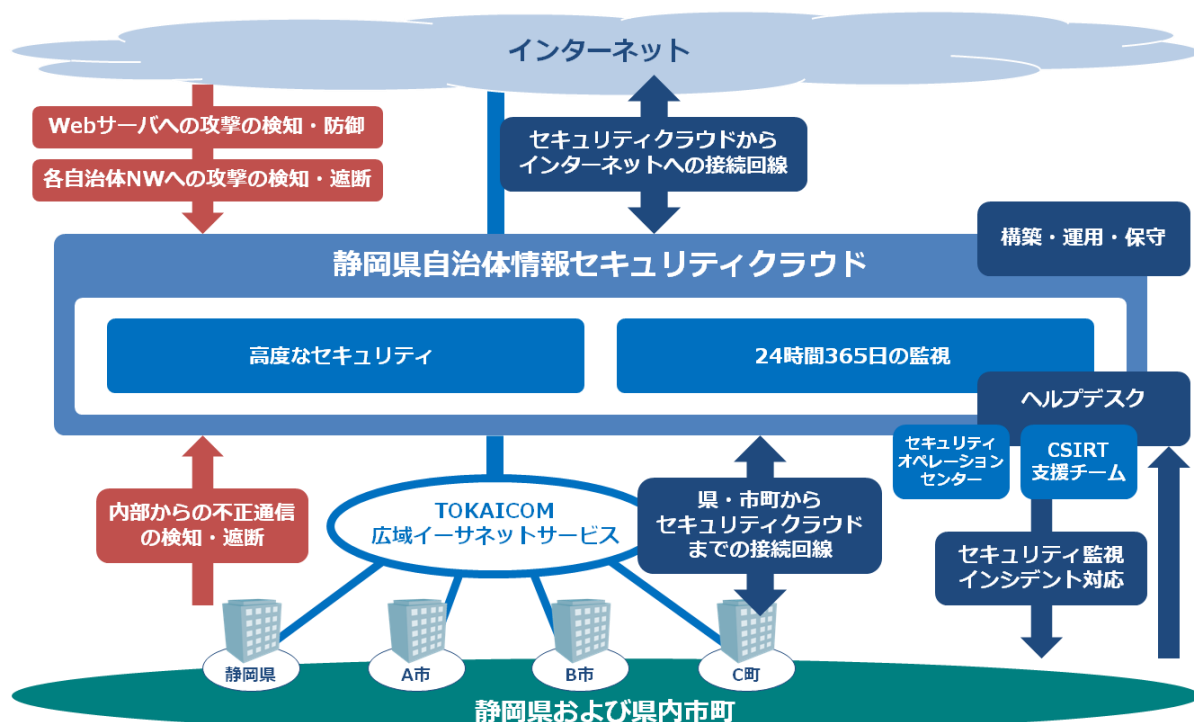 インターネット
Webサーバへの攻撃の検知・防御
各自治体NWへの攻撃の検知・遮断
セキュリティクラウドから
インターネットへの接続回線
構築・運用・保守
静岡県自治体情報セキュリティクラウド
高度なセキュリティ
24時間365日の監視
ヘルプデスク
セキュリティ
オペレーション
センター
CSIRT
支援チーム
内部からの不正通信
の検知・遮断
TOKAICOM
広域イーサネットサービス
県・市町から
セキュリティクラウド
までの接続回線
セキュリティ監視
インシデント対応
静岡県
A市
B市
C町
静岡県および県内市町